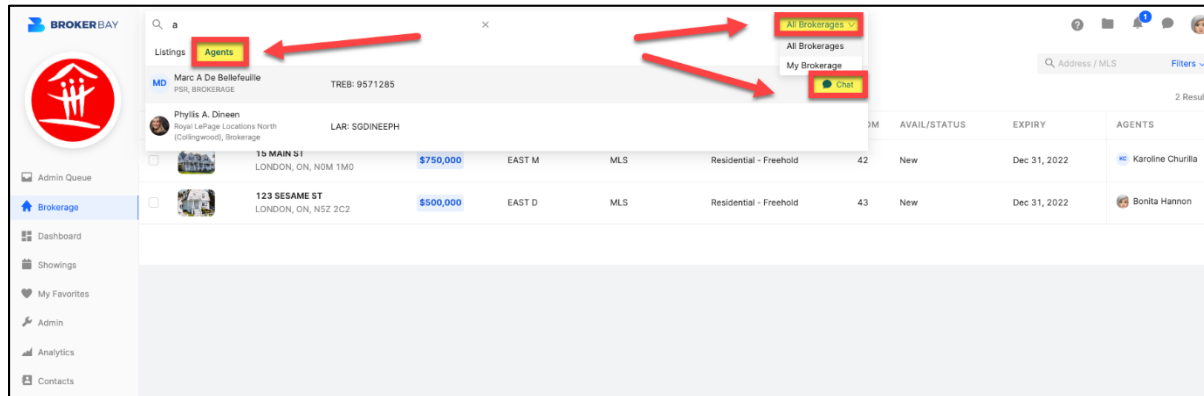 BROKERBAY
a
All Brokerages
1
Listings Agents
All Brokerages
My Brokerage
Address / MLS
Filters
MD
Marc A De Bellefeuille
PSR, BROKERAGE
TREB: 9571285
Chat
Phyllis A. Dineen
Royal LePage Locations North
(Collingwood), Brokerage
LAR: SGDINEEPH
AVAIL/STATUS EXPIRY AGENTS
15 MAIN ST
LONDON, ON, N0M 1M0
$750,000 EAST M MLS Residential - Freehold 42 New Dec 31, 2022 KC Karoline Churilla
123 SESAME ST
LONDON, ON, N5Z 2C2
$500,000 EAST D MLS Residential - Freehold 43 New Dec 31, 2022 Bonita Hannon
Admin Queue
Brokerage
Dashboard
Showings
My Favorites
Admin
Analytics
Contacts